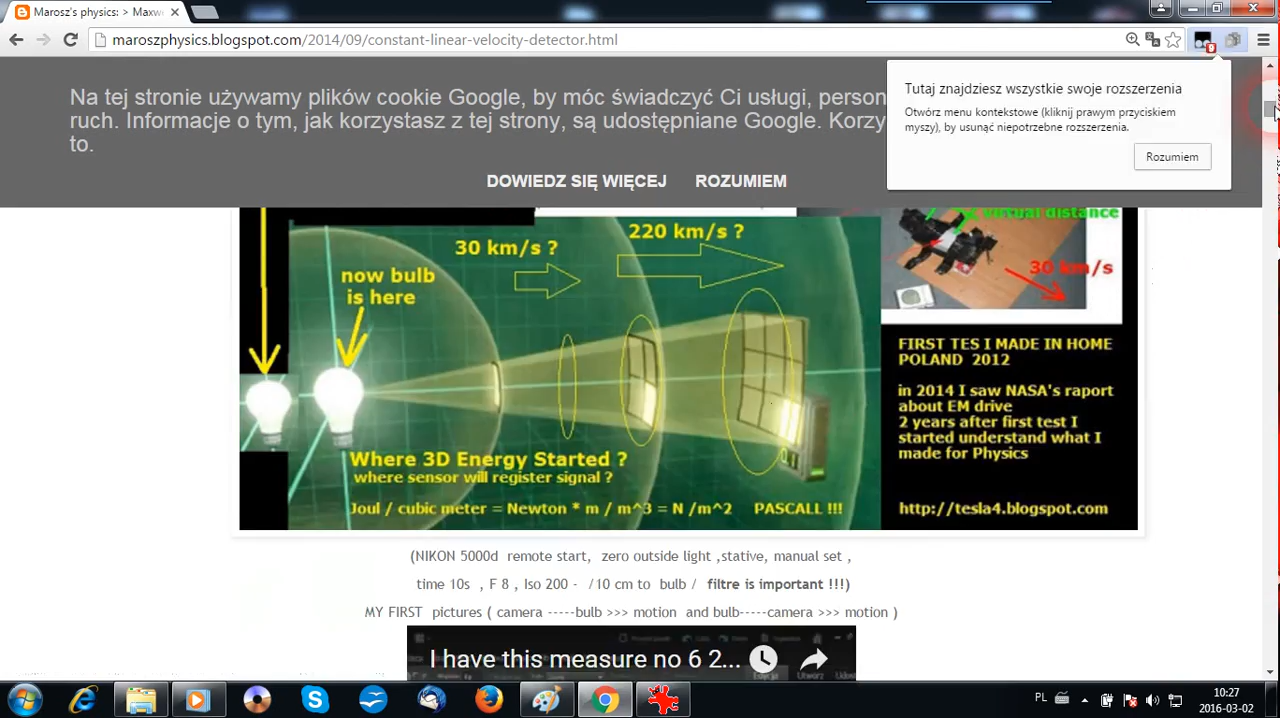 Marosz's physics: > Maxwe
maroszphysics.blogspot.com/2014/09/constant-linear-velocity-detector.html
Na tej stronie używamy plików cookie Google, by móc świadczyć Ci usługi, person
ruch. Informacje o tym, jak korzystasz z tej strony, są udostępniane Google. Korzy
to.
DOWIEDZ SIĘ WIĘCEJ ROZUMIEM
Tutaj znajdziesz wszystkie swoje rozszerzenia
Otwórz menu kontekstowe (kliknij prawym przyciskiem
myszy), by usunąć niepotrzebne rozszerzenia.
Rozumiem
virtual distance
30 km/s
30 km/s ?
220 km/s ?
now bulb
is here
Where 3D Energy Started ?
where sensor will register signal ?
Joul / cubic meter = Newton * m / m^3 = N /m^2 PASCALL !!!
FIRST TES I MADE IN HOME
POLAND 2012
in 2014 I saw NASA's raport
about EM drive
2 years after first test I
started understand what I
made for Physics
http://tesla4.blogspot.com
(NIKON 5000d remote start, zero outside light ,stative, manual set ,
time 10s , F 8 , Iso 200 - /10 cm to bulb / filtre is important !!!)
MY FIRST pictures ( camera -----bulb >>> motion and bulb-----camera >>> motion )
I have this measure no 6 2...
PL
10:27
2016-03-02